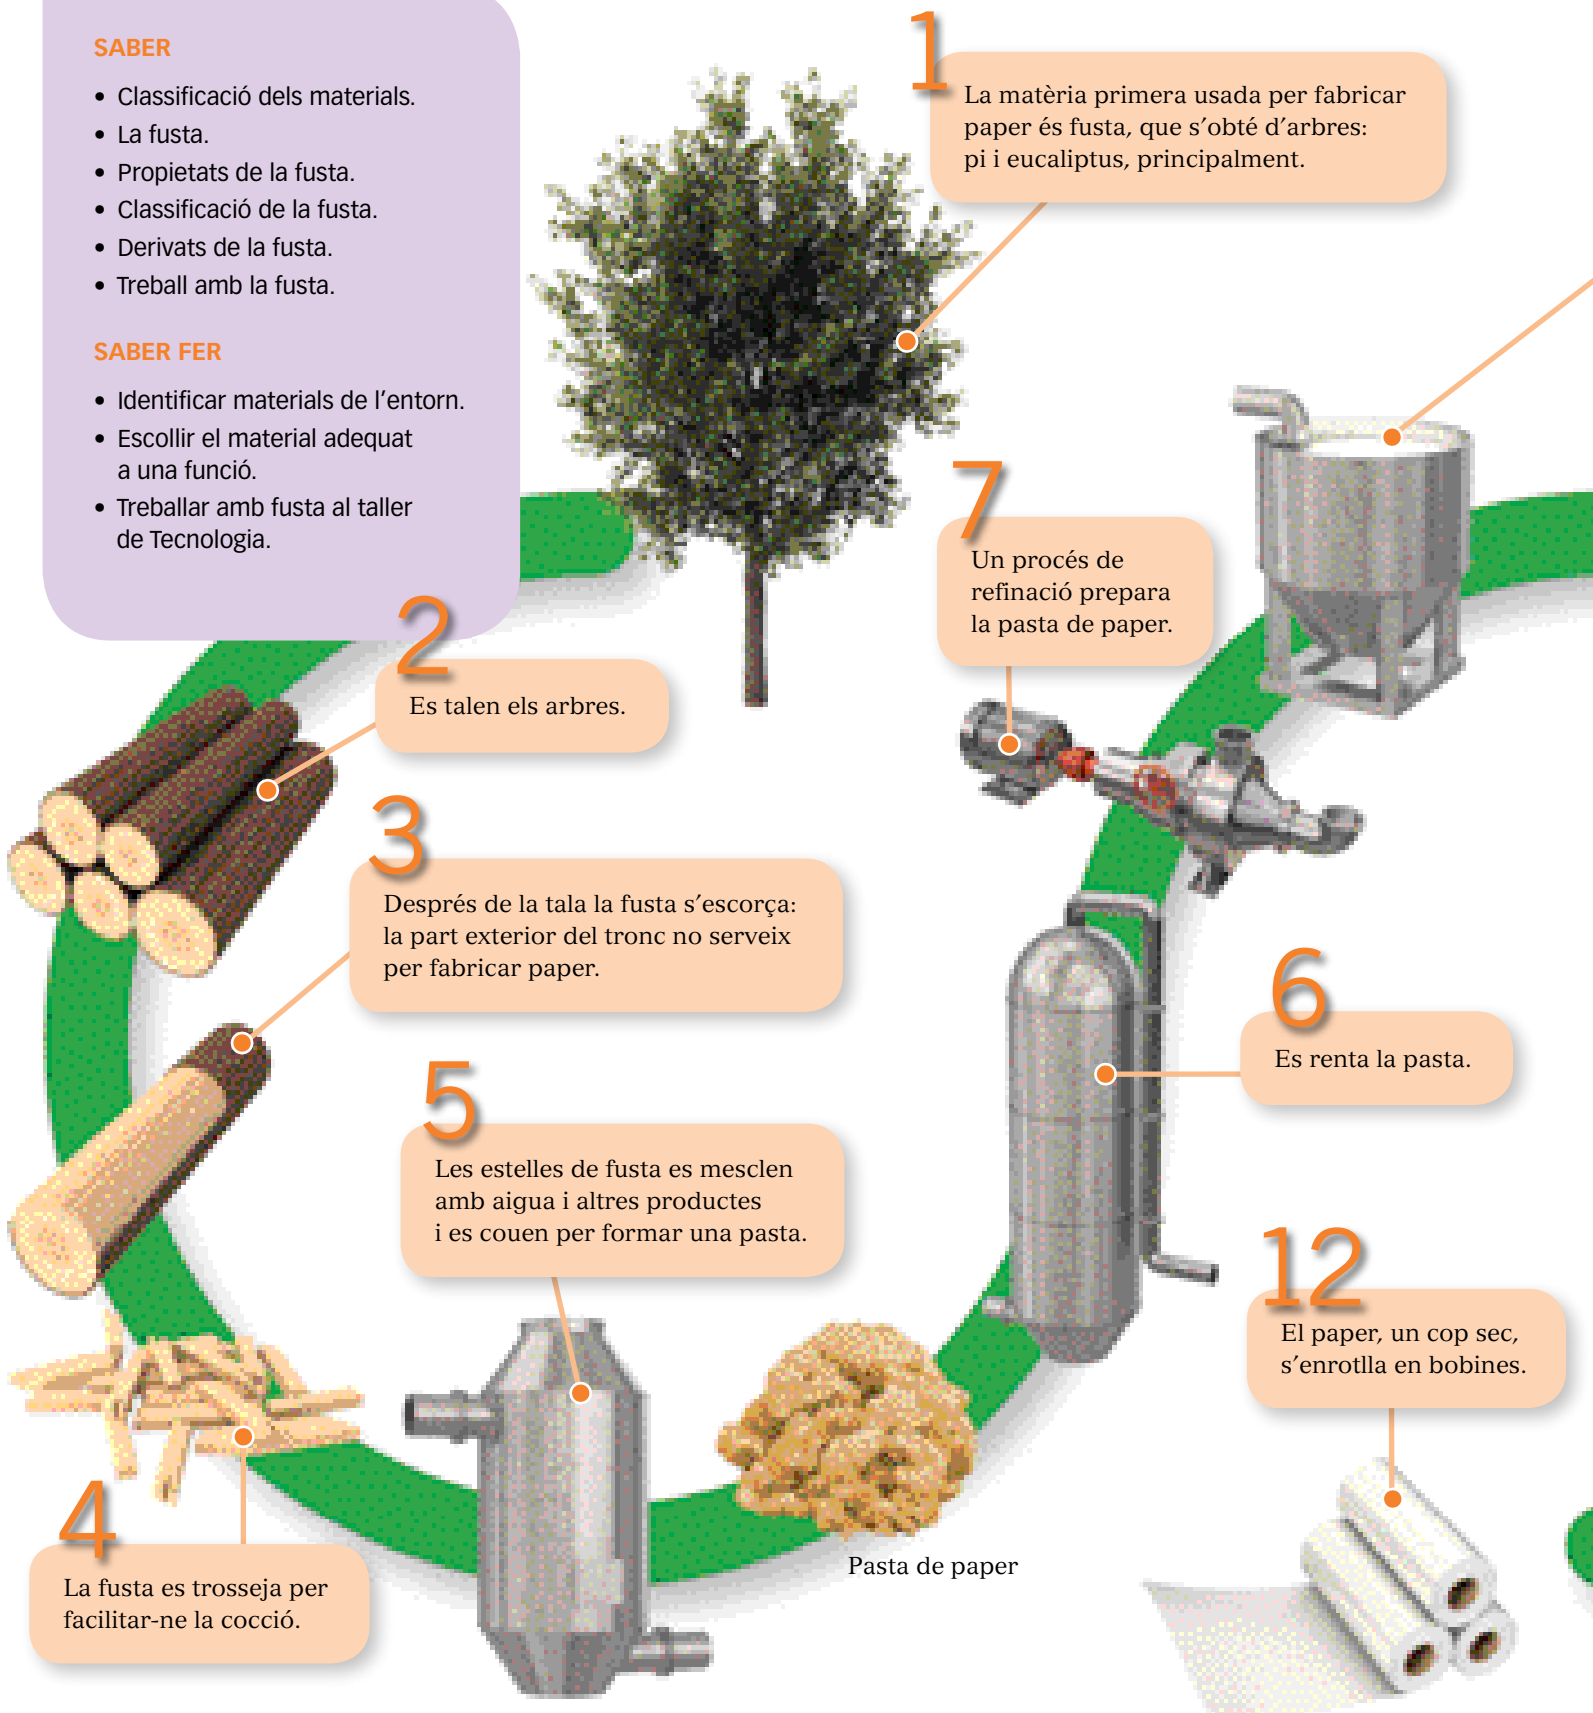 SABER
• Classificació dels materials.
• La fusta.
• Propietats de la fusta.
• Classificació de la fusta.
• Derivats de la fusta.
• Treball amb la fusta.
SABER FER
• Identificar materials de l’entorn.
• Escollir el material adequat
a una funció.
• Treballar amb fusta al taller
de Tecnologia.
1
La matèria primera usada per fabricar
paper és fusta, que s’obté d’arbres:
pi i eucaliptus, principalment.
2
Es talen els arbres.
3
Després de la tala la fusta s’escorça:
la part exterior del tronc no serveix
per fabricar paper.
4
La fusta es trosseja per
facilitar-ne la cocció.
5
Les estelles de fusta es mesclen
amb aigua i altres productes
i es couen per formar una pasta.
Pasta de paper
6
Es renta la pasta.
7
Un procés de
refinació prepara
la pasta de paper.
12
El paper, un cop sec,
s’enrotlla en bobines.